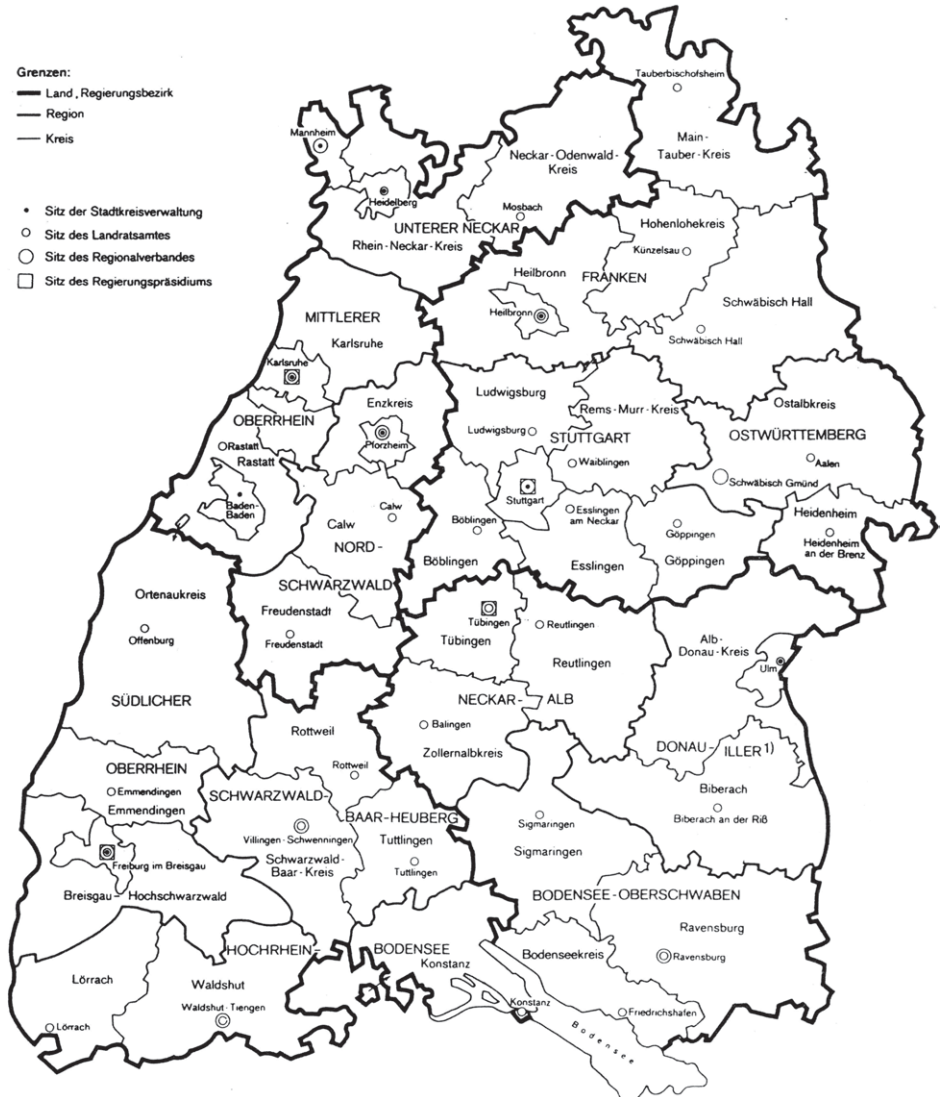 Grenzen:
Land, Regierungsbezirk
Region
Kreis
Sitz der Stadtkreisverwaltung
Sitz des Landratsamtes
Sitz des Regionalverbandes
Sitz des Regierungspräsidiums
Tauberbischofsheim
Main-
Tauber-Kreis
Mannheim
Heidelberg
Neckar-Odenwald-
Kreis
Mosbach
UNTERER NECKAR
Rhein-Neckar-Kreis
Hohenlohekreis
Künzelsau
Heilbronn
FRANKEN
Heilbronn
Schwäbisch Hall
Schwäbisch Hall
MITTLERER
Karlsruhe
Karlsruhe
OBERRHEIN
Rastatt
Rastatt
Baden-
Baden
Enzkreis
Pforzheim
Ludwigsburg
Ludwigsburg
Rems-Murr-Kreis
STUTTGART
Waiblingen
Stuttgart
Ostalbkreis
OSTWÜRTTEMBERG
Aalen
Schwäbisch Gmünd
Heidenheim
Heidenheim
an der Brenz
Calw
Calw
NORD-
SCHWARZWALD
Freudenstadt
Freudenstadt
Böblingen
Böblingen
Esslingen
am Neckar
Esslingen
Göppingen
Göppingen
Ortenaukreis
Offenburg
SÜDLICHER
OBERRHEIN
Emmendingen
Emmendingen
Tübingen
Tübingen
Reutlingen
Reutlingen
NECKAR-ALB
Balingen
Zollernalbkreis
Alb-
Donau-Kreis
Ulm
DONAU-ILLER 1)
Biberach
Biberach an der Riß
Rottweil
Rottweil
SCHWARZWALD-
BAAR-HEUBERG
Villingen-Schwenningen
Schwarzwald-
Baar-Kreis
Tuttlingen
Tuttlingen
Sigmaringen
Sigmaringen
Freiburg im Breisgau
Breisgau-Hochschwarzwald
BODENSEE-OBERSCHWABEN
Ravensburg
Ravensburg
Bodenseekreis
Friedrichshafen
HOCHRHEIN-
BODENSEE
Konstanz
Konstanz
Bodensee
Lörrach
Lörrach
Waldshut
Waldshut-Tiengen